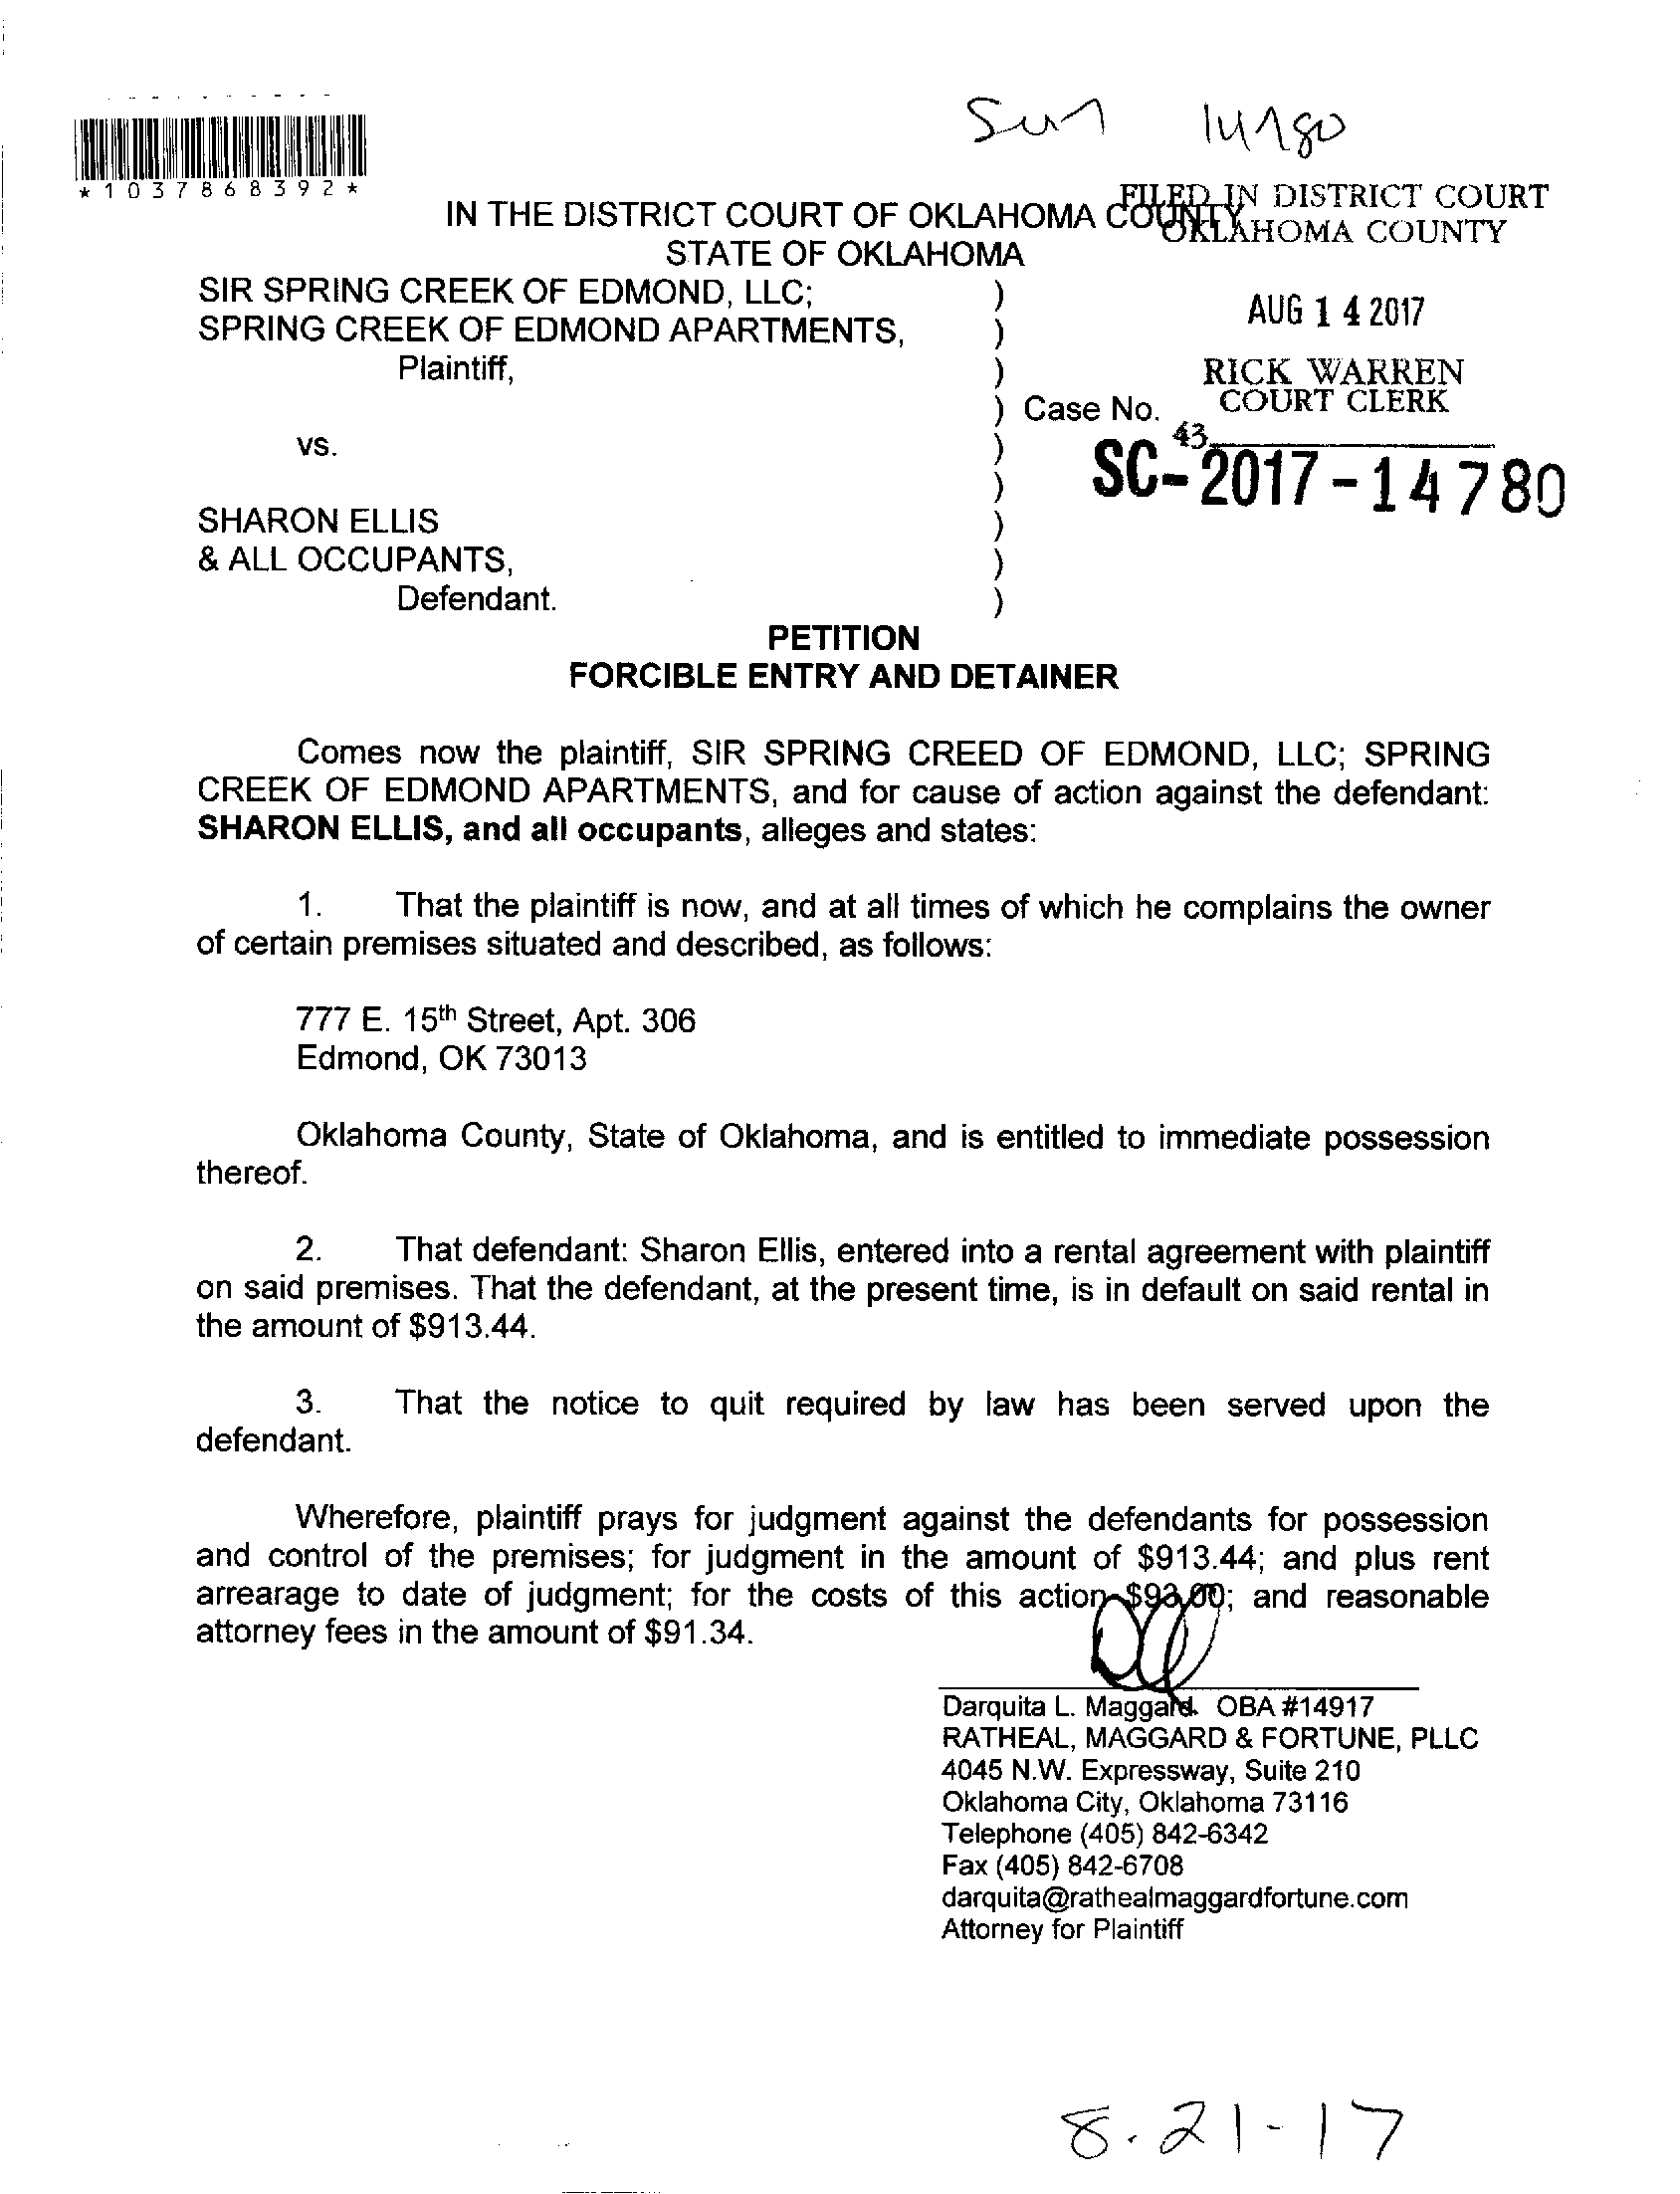 14780
*1037868392*
FILED IN DISTRICT COURT
OKLAHOMA COUNTY
IN THE DISTRICT COURT OF OKLAHOMA COUNTY
STATE OF OKLAHOMA
SIR SPRING CREEK OF EDMOND, LLC; )
SPRING CREEK OF EDMOND APARTMENTS, )
AUG 14 2017
Plaintiff, )
RICK WARREN
COURT CLERK
) Case No.
43
vs. )
SC-2017-14780
)
SHARON ELLIS )
& ALL OCCUPANTS, )
Defendant. )
PETITION
FORCIBLE ENTRY AND DETAINER
Comes now the plaintiff, SIR SPRING CREED OF EDMOND, LLC; SPRING
CREEK OF EDMOND APARTMENTS, and for cause of action against the defendant:
SHARON ELLIS, and all occupants, alleges and states:
1. That the plaintiff is now, and at all times of which he complains the owner
of certain premises situated and described, as follows:
777 E. 15th Street, Apt. 306
Edmond, OK 73013
Oklahoma County, State of Oklahoma, and is entitled to immediate possession
thereof.
2. That defendant: Sharon Ellis, entered into a rental agreement with plaintiff
on said premises. That the defendant, at the present time, is in default on said rental in
the amount of $913.44.
3. That the notice to quit required by law has been served upon the
defendant.
Wherefore, plaintiff prays for judgment against the defendants for possession
and control of the premises; for judgment in the amount of $913.44; and plus rent
arrearage to date of judgment; for the costs of this action $93.00; and reasonable
attorney fees in the amount of $91.34.
Darquita L. Maggard. OBA #14917
RATHEAL, MAGGARD & FORTUNE, PLLC
4045 N.W. Expressway, Suite 210
Oklahoma City, Oklahoma 73116
Telephone (405) 842-6342
Fax (405) 842-6708
darquita@rathealmaggardfortune.com
Attorney for Plaintiff
8.21-17